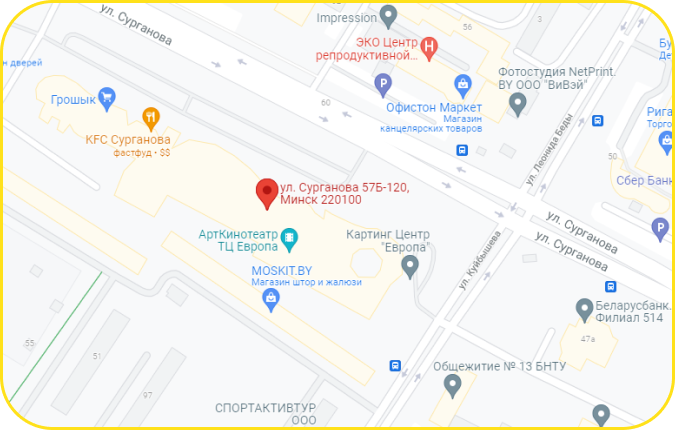 ул. Сурганова
Impression
3
56
ЭКО Центр
репродуктивной...
ин дверей
Фотостудия NetPrint.
BY ООО "ВиВэй"
Грошык
60
Офистон Маркет
Магазин
канцелярских товаров
Рига
Торго
KFC Сурганова
фастфуд • $$
ул. Леонида Беды
50
Сбер Банк
ул. Сурганова 57Б-120,
Минск 220100
АртКинотеатр
ТЦ Европа
Картинг Центр
"Европа"
ул. Сурганова
ул. Сурганова
ул. Куйбышева
MOSKIT.BY
Магазин штор и жалюзи
Беларусбанк.
Филиал 514
47а
55
51
97
Общежитие № 13 БНТУ
СПОРТАКТИВТУР
ООО